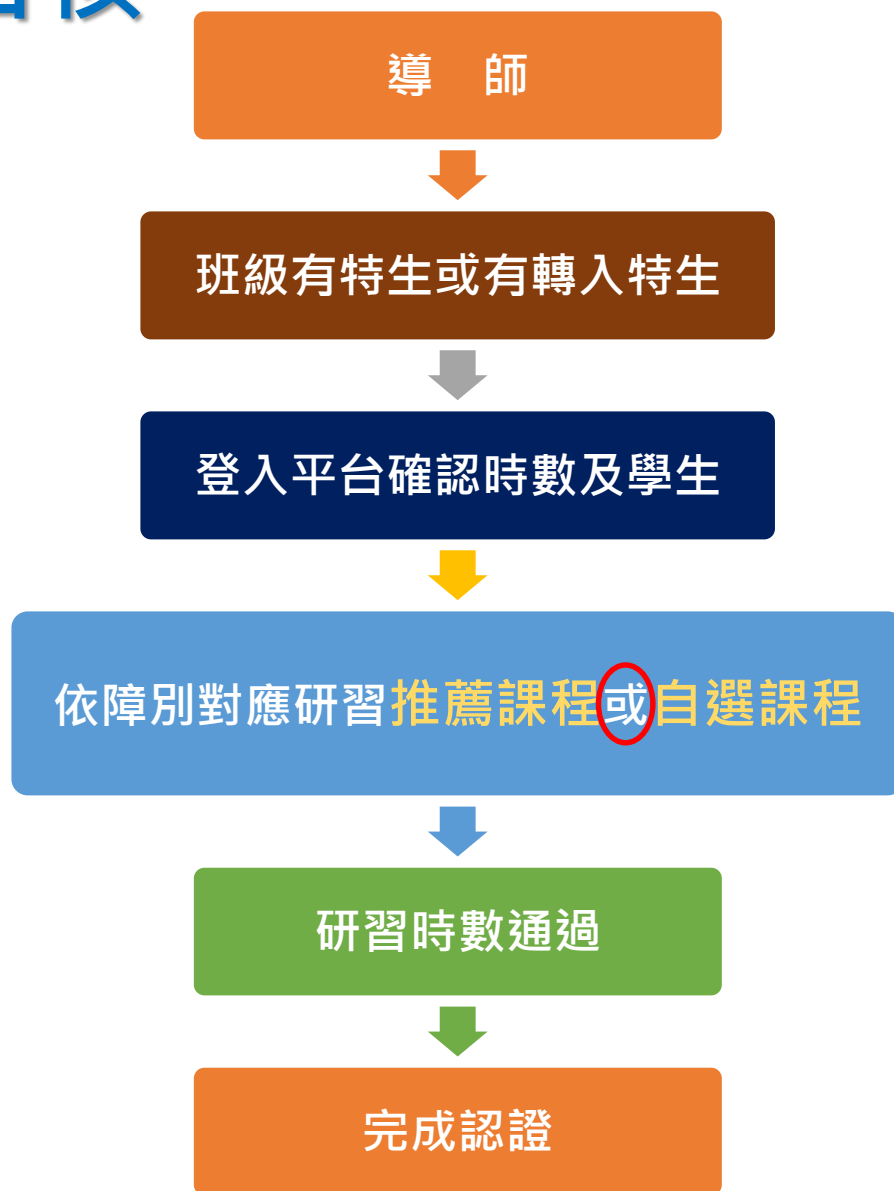 導　師
班級有特生或有轉入特生
登入平台確認時數及學生
依障別對應研習推薦課程或自選課程
研習時數通過
完成認證